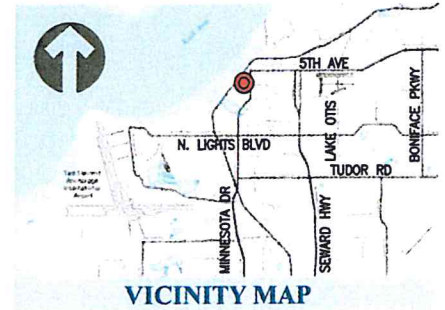 5TH AVE
N. LIGHTS BLVD
LAKE OTIS
BONIFACE PKWY
TUDOR RD
MINNESOTA DR
SEWARD HWY
VICINITY MAP